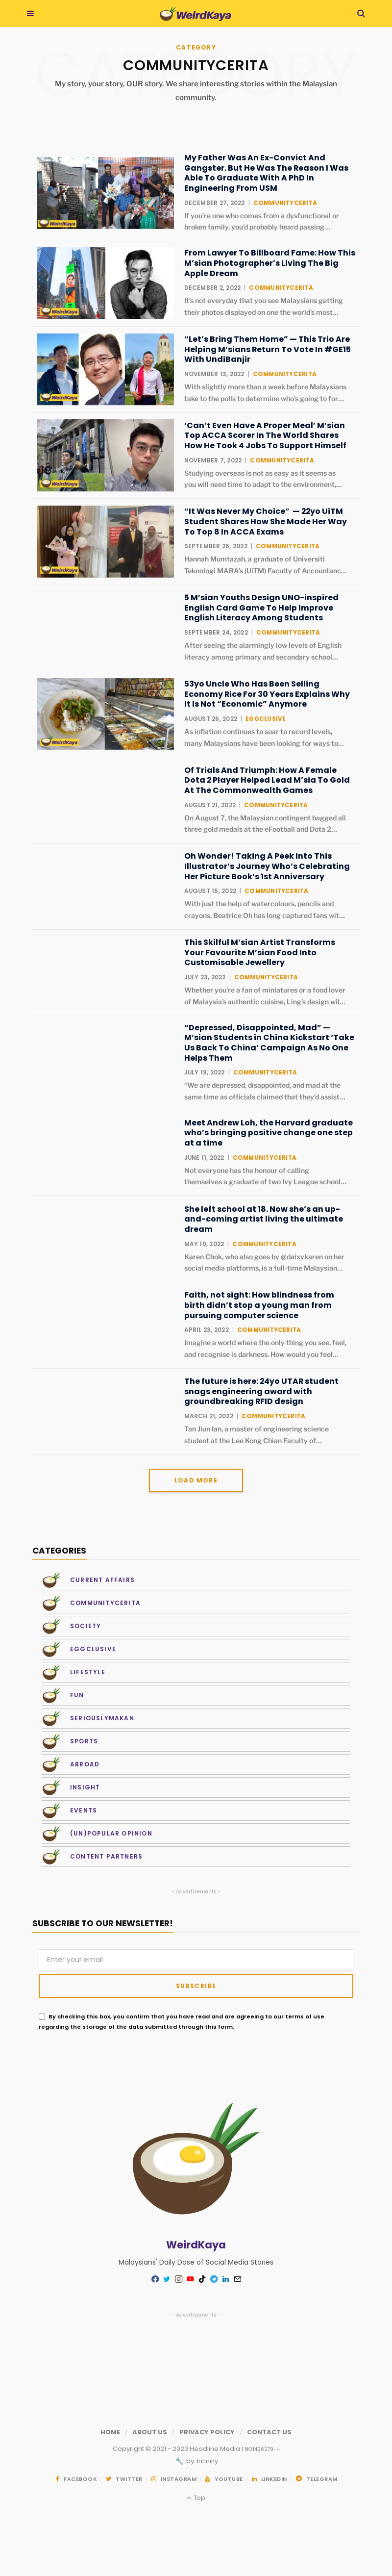 WeirdKaya
CATEGORY
COMMUNITYCERITA
My story, your story, OUR story. We share interesting stories within the Malaysian
community.
My Father Was An Ex-Convict And
Gangster. But He Was The Reason I Was
Able To Graduate With A PhD In
Engineering From USM
DECEMBER 27, 2022 | COMMUNITYCERITA
If you're one who comes from a dysfunctional or
broken family, you'd probably heard passing…
WeirdKaya
From Lawyer To Billboard Fame: How This
M'sian Photographer's Living The Big
Apple Dream
DECEMBER 2, 2022 | COMMUNITYCERITA
It's not everyday that you see Malaysians getting
their photos displayed on one the world's most…
WeirdKaya
“Let's Bring Them Home” — This Trio Are
Helping M'sians Return To Vote In #GE15
With UndiBanjir
NOVEMBER 13, 2022 | COMMUNITYCERITA
With slightly more than a week before Malaysians
take to the polls to determine who's going to for…
WeirdKaya
‘Can't Even Have A Proper Meal’ M'sian
Top ACCA Scorer In The World Shares
How He Took 4 Jobs To Support Himself
NOVEMBER 7, 2022 | COMMUNITYCERITA
Studying overseas is not as easy as it seems as
you will need time to adapt to the environment,…
WeirdKaya
“It Was Never My Choice” — 22yo UiTM
Student Shares How She Made Her Way
To Top 8 In ACCA Exams
SEPTEMBER 25, 2022 | COMMUNITYCERITA
Hannah Mumtazah, a graduate of Universiti
Teknologi MARA's (UiTM) Faculty of Accountanc…
WeirdKaya
5 M'sian Youths Design UNO-inspired
English Card Game To Help Improve
English Literacy Among Students
SEPTEMBER 24, 2022 | COMMUNITYCERITA
After seeing the alarmingly low levels of English
literacy among primary and secondary school…
53yo Uncle Who Has Been Selling
Economy Rice For 30 Years Explains Why
It Is Not “Economic” Anymore
AUGUST 26, 2022 | EGGCLUSIVE
As inflation continues to soar to record levels,
many Malaysians have been looking for ways to…
WeirdKaya
Of Trials And Triumph: How A Female
Dota 2 Player Helped Lead M'sia To Gold
At The Commonwealth Games
AUGUST 21, 2022 | COMMUNITYCERITA
On August 7, the Malaysian contingent bagged all
three gold medals at the eFootball and Dota 2…
Oh Wonder! Taking A Peek Into This
Illustrator's Journey Who's Celebrating
Her Picture Book's 1st Anniversary
AUGUST 15, 2022 | COMMUNITYCERITA
With just the help of watercolours, pencils and
crayons, Beatrice Oh has long captured fans wit…
This Skilful M'sian Artist Transforms
Your Favourite M'sian Food Into
Customisable Jewellery
JULY 23, 2022 | COMMUNITYCERITA
Whether you're a fan of miniatures or a food lover
of Malaysia's authentic cuisine, Ling's design wil…
“Depressed, Disappointed, Mad” —
M'sian Students in China Kickstart ‘Take
Us Back To China’ Campaign As No One
Helps Them
JULY 19, 2022 | COMMUNITYCERITA
“We are depressed, disappointed, and mad at the
same time as officials claimed that they'd assist…
Meet Andrew Loh, the Harvard graduate
who's bringing positive change one step
at a time
JUNE 11, 2022 | COMMUNITYCERITA
Not everyone has the honour of calling
themselves a graduate of two Ivy League school…
She left school at 18. Now she's an up-
and-coming artist living the ultimate
dream
MAY 19, 2022 | COMMUNITYCERITA
Karen Chok, who also goes by @daixykaren on her
social media platforms, is a full-time Malaysian…
Faith, not sight: How blindness from
birth didn't stop a young man from
pursuing computer science
APRIL 23, 2022 | COMMUNITYCERITA
Imagine a world where the only thing you see, feel,
and recognise is darkness. How would you feel…
The future is here: 24yo UTAR student
snags engineering award with
groundbreaking RFID design
MARCH 21, 2022 | COMMUNITYCERITA
Tan Jiun Ian, a master of engineering science
student at the Lee Kong Chian Faculty of…
LOAD MORE
CATEGORIES
CURRENT AFFAIRS
COMMUNITYCERITA
SOCIETY
EGGCLUSIVE
LIFESTYLE
FUN
SERIOUSLYMAKAN
SPORTS
ABROAD
INSIGHT
EVENTS
(UN)POPULAR OPINION
CONTENT PARTNERS
- Advertisements -
SUBSCRIBE TO OUR NEWSLETTER!
Enter your email
SUBSCRIBE
By checking this box, you confirm that you have read and are agreeing to our terms of use
regarding the storage of the data submitted through this form.
WeirdKaya
Malaysians' Daily Dose of Social Media Stories
- Advertisements -
HOME / ABOUT US / PRIVACY POLICY / CONTACT US
Copyright © 2021 - 2023 Headline Media | NO1426279-H
by Infinitly
FACEBOOK / TWITTER / INSTAGRAM / YOUTUBE / LINKEDIN / TELEGRAM
Top